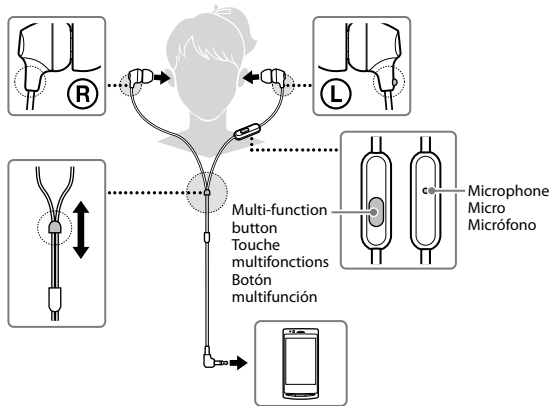 R
L
Multi-function
button
Touche
multifonctions
Botón
multifunción
Microphone
Micro
Micrófono